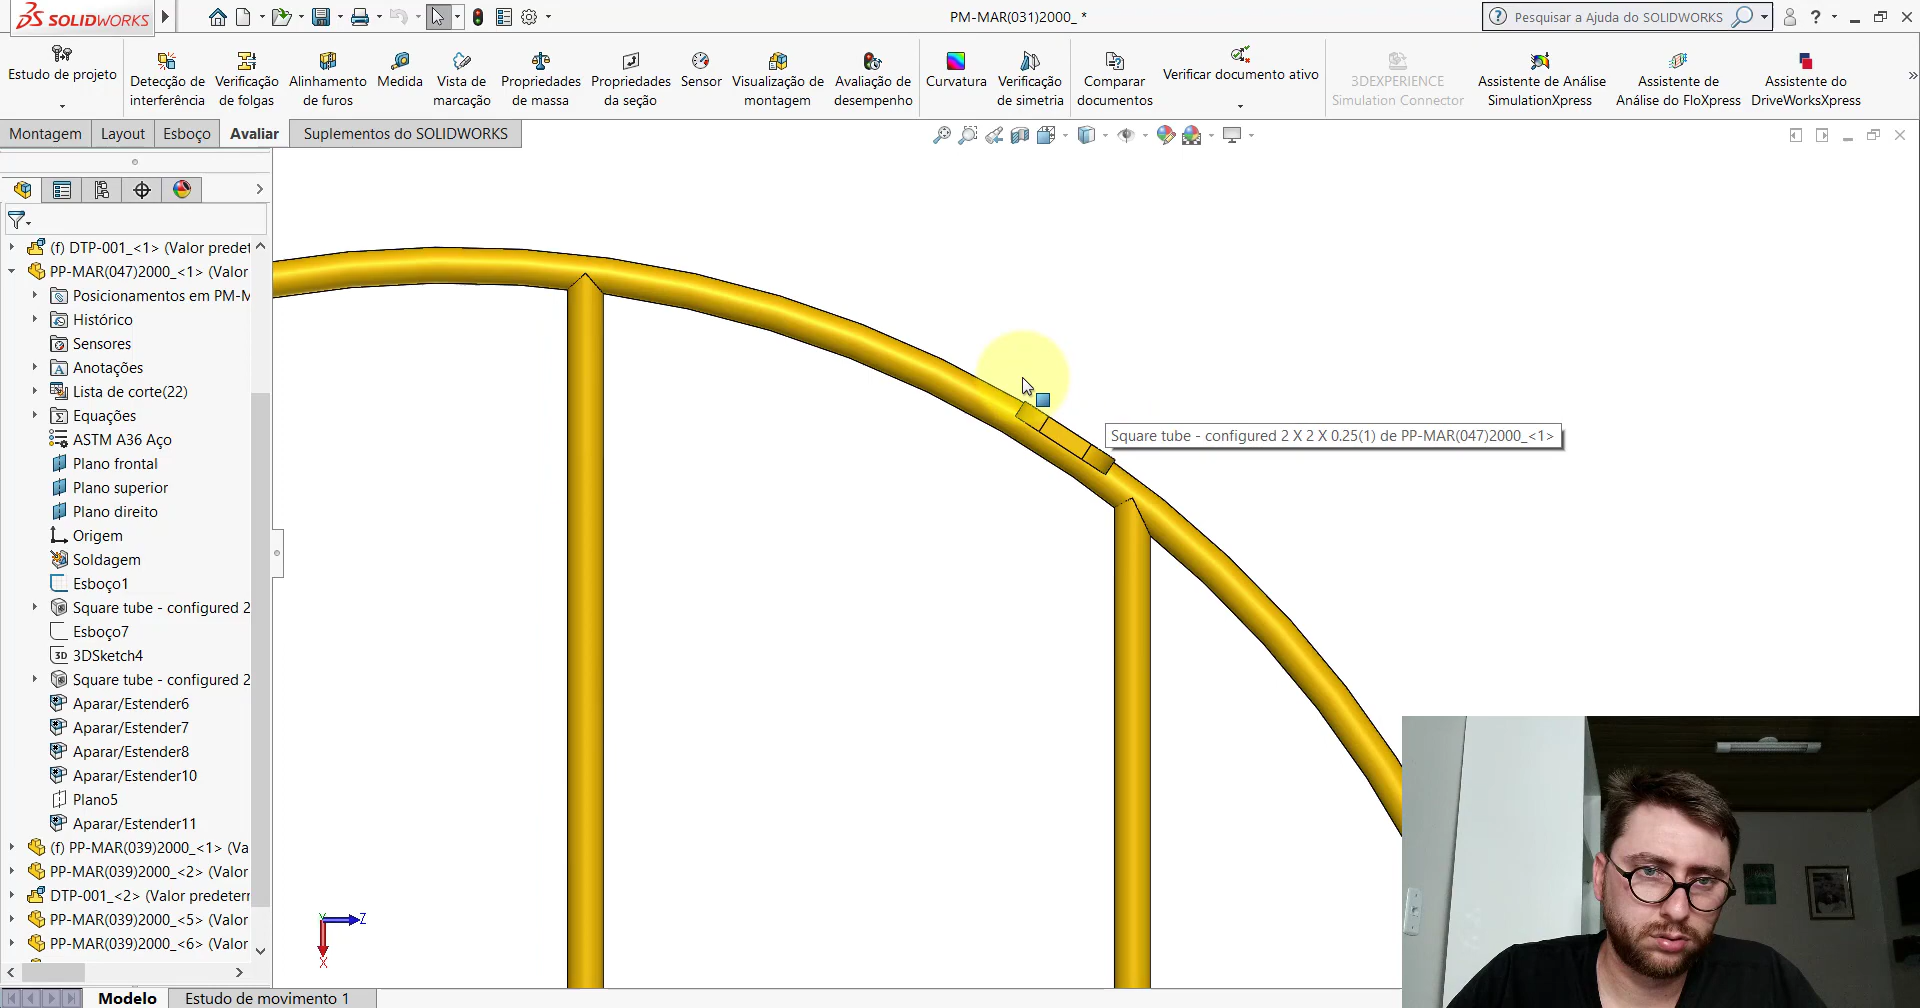 SOLIDWORKS
PM-MAR(031)2000_ *
Pesquisar a Ajuda do SOLIDWORKS
?
Estudo de projeto
Detecção de interferência
Verificação de folgas
Alinhamento de furos
Medida
Vista de marcação
Propriedades de massa
Propriedades da seção
Sensor
Visualização de montagem
Avaliação de desempenho
Curvatura
Verificação de simetria
Comparar documentos
Verificar documento ativo
3DEXPERIENCE Simulation Connector
Assistente de Análise SimulationXpress
Assistente de Análise do FloXpress
Assistente do DriveWorksXpress
Montagem
Layout
Esboço
Avaliar
Suplementos do SOLIDWORKS
(f) DTP-001_<1> (Valor predet
PP-MAR(047)2000_<1> (Valor
Posicionamentos em PM-M
Histórico
Sensores
Anotações
Lista de corte(22)
Equações
ASTM A36 Aço
Plano frontal
Plano superior
Plano direito
Origem
Soldagem
Esboço1
Square tube - configured 2
Esboço7
3D 3DSketch4
Square tube - configured 2
Aparar/Estender6
Aparar/Estender7
Aparar/Estender8
Aparar/Estender10
Plano5
Aparar/Estender11
(f) PP-MAR(039)2000_<1> (Va
PP-MAR(039)2000_<2> (Valor
DTP-001_<2> (Valor predeterr
PP-MAR(039)2000_<5> (Valor
PP-MAR(039)2000_<6> (Valor
Square tube - configured 2 X 2 X 0.25(1) de PP-MAR(047)2000_<1>
Y
Z
X
Modelo
Estudo de movimento 1